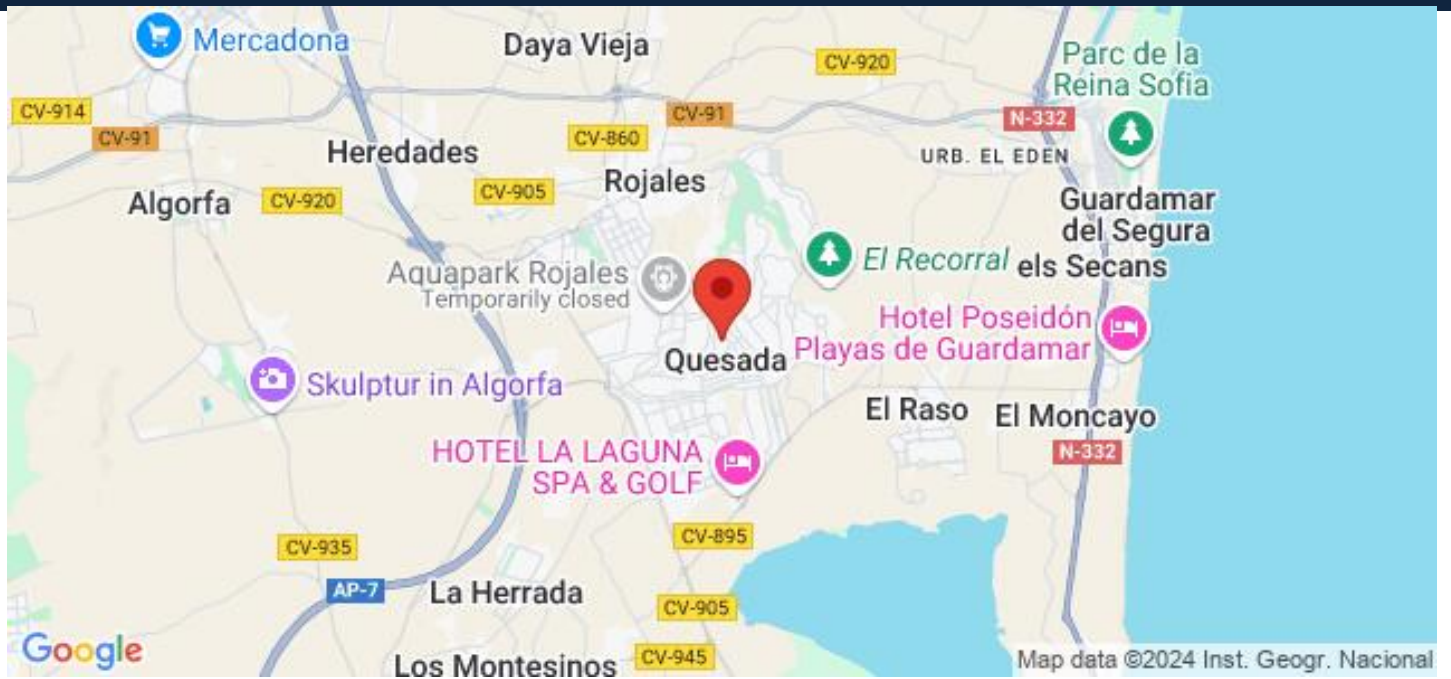 Mercadona
Daya Vieja
CV-920
Parc de la
Reina Sofia
CV-914
CV-91
CV-91
N-332
CV-860
Heredades
URB. EL EDEN
CV-905
Rojales
Algorfa
CV-920
Guardamar
del Segura
El Recorral
els Secans
Aquapark Rojales
Temporarily closed
Hotel Poseidón
Playas de Guardamar
Quesada
Skulptur in Algorfa
El Raso
El Moncayo
HOTEL LA LAGUNA
SPA & GOLF
N-332
CV-895
CV-935
AP-7
La Herrada
CV-905
Google
Los Montesinos
CV-945
Map data ©2024 Inst. Geogr. Nacional